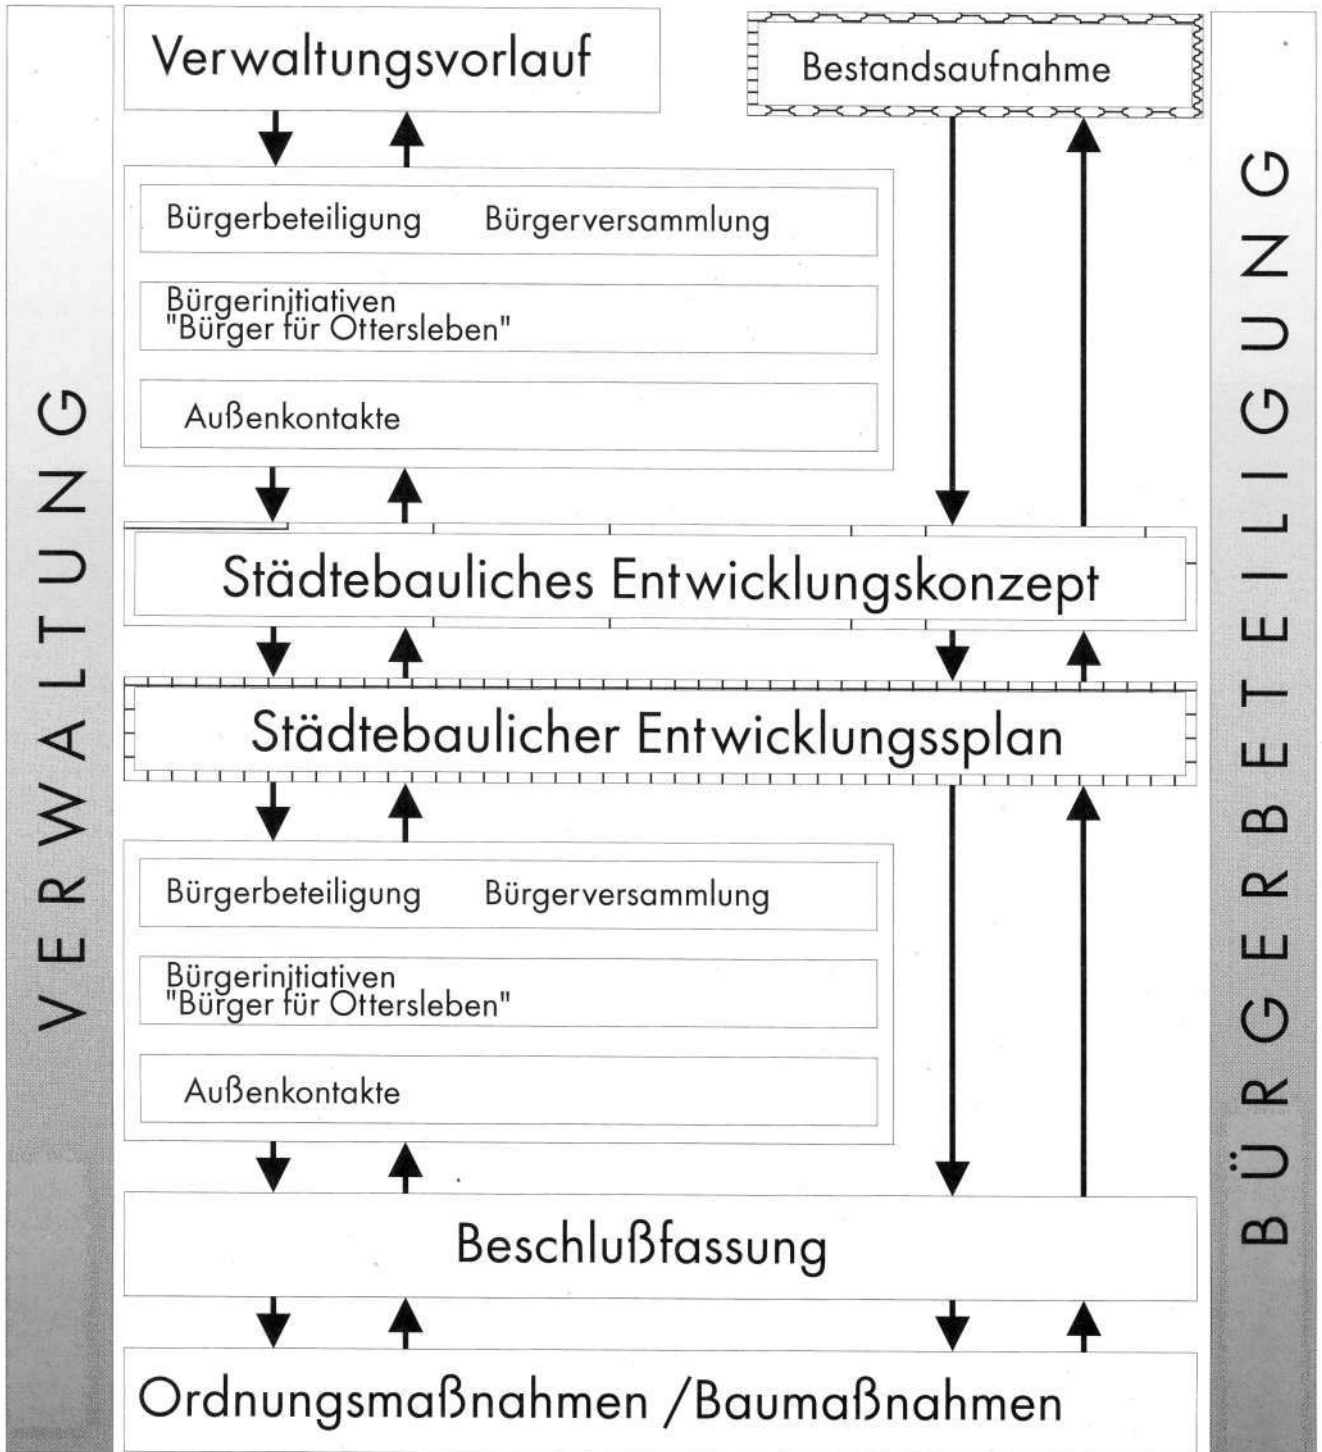 VERWALTUNG
Verwaltungsvorlauf
Bestandsaufnahme
Bürgerbeteiligung Bürgerversammlung
Bürgerinitiativen
"Bürger für Ottersleben"
Außenkontakte
Städtebauliches Entwicklungskonzept
Städtebaulicher Entwicklungssplan
Bürgerbeteiligung Bürgerversammlung
Bürgerinitiativen
"Bürger für Ottersleben"
Außenkontakte
Beschlußfassung
Ordnungsmaßnahmen /Baumaßnahmen
BÜRGERBETEILIGUNG